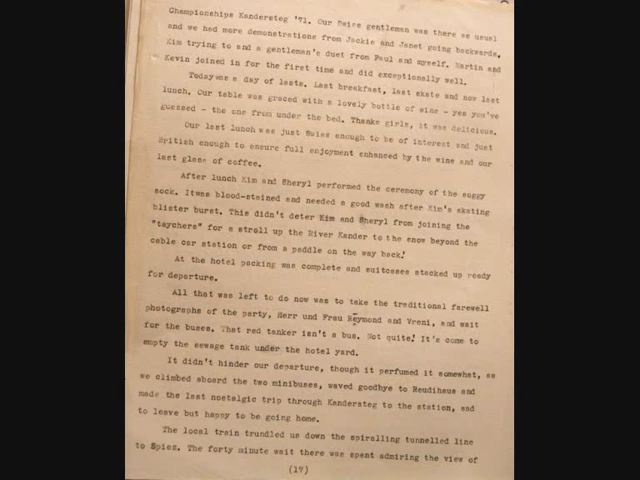 Championships Kandersteg '71. Our Swiss gentleman was there as usual
and we had more demonstrations from Jackie and Janet going backwards,
Kim trying to and a gentleman's duet from Paul and myself. Martin and
Kevin joined in for the first time and did exceptionally well.
Todaywas a day of lasts. Last breakfast, last skate and now last
lunch. Our table was graced with a lovely bottle of wine - yes you've
guessed - the one from under the bed. Thanks girls, it was delicious.
Our last lunch was just Swiss enough to be of interest and just
British enough to ensure full enjoyment enhanced by the wine and our
last glass of coffee.
After lunch Kim and Sheryl performed the ceremony of the soggy
sock. Itwas blood-stained and needed a good wash after Kim's skating
blister burst. This didn't deter Kim and Sheryl from joining the
"taychers" for a stroll up the River Kander to the snow beyond the
cable car station or from a paddle on the way back!
At the hotel packing was complete and suitcases stacked up ready
for departure.
All that was left to do now was to take the traditional farewell
photographs of the party, Herr und Frau Reymond and Vreni, and wait
for the buses. That red tanker isn't a bus. Not quite! It's come to
empty the sewage tank under the hotel yard.
It didn't hinder our departure, though it perfumed it somewhat, as
we climbed aboard the two minibuses, waved goodbye to Reudihaus and
made the last nostalgic trip through Kandersteg to the station, sad
to leave but happy to be going home.
The local train trundled us down the spiralling tunnelled line
to Spiez. The forty minute wait there was spent admiring the view of
(17)